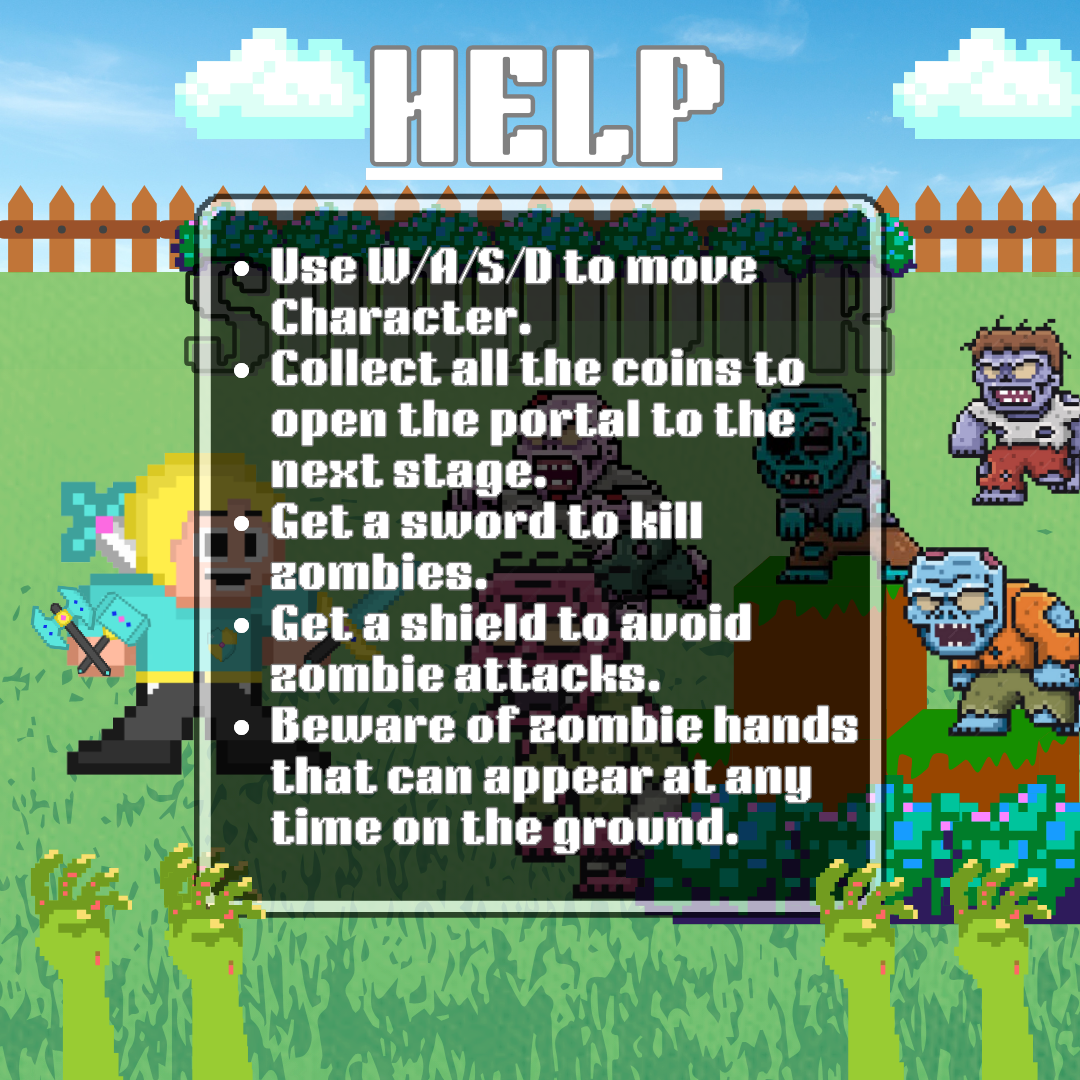 HELP
• Use W/A/S/D to move
Character.
• Collect all the coins to
open the portal to the
next stage.
• Get a sword to kill
zombies.
• Get a shield to avoid
zombie attacks.
• Beware of zombie hands
that can appear at any
time on the ground.